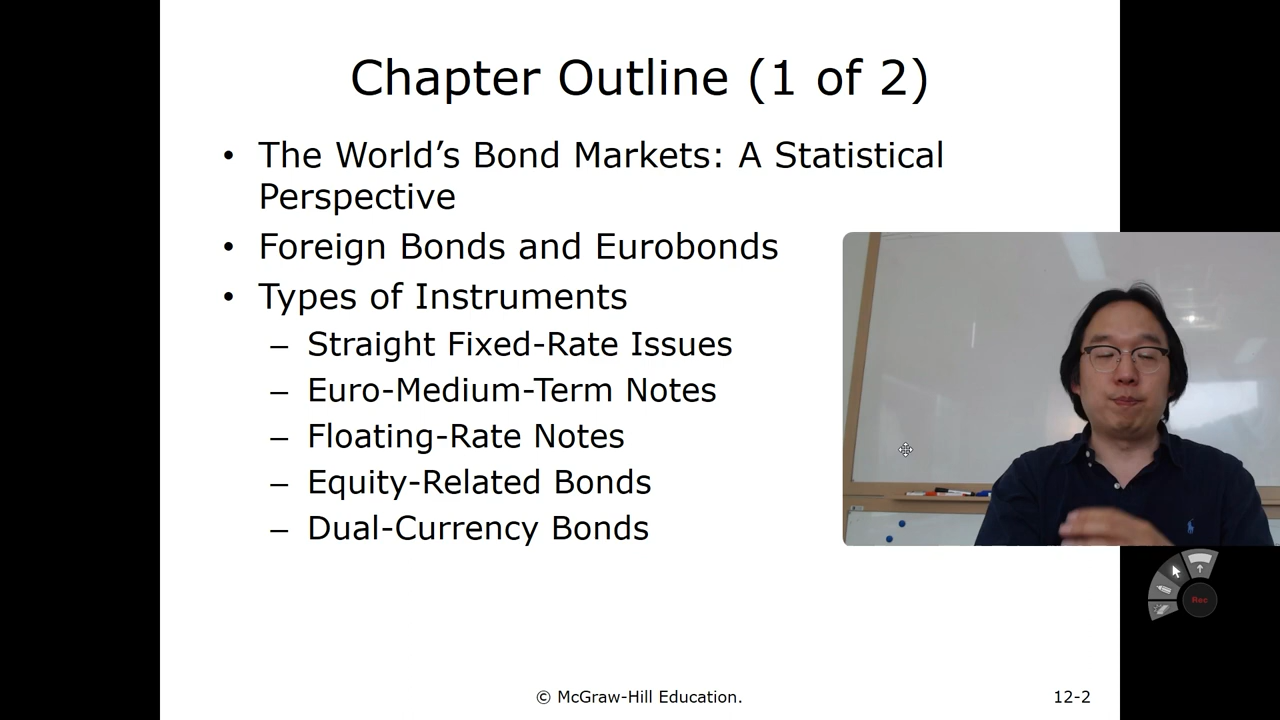 Chapter Outline (1 of 2)
• The World’s Bond Markets: A Statistical
Perspective
• Foreign Bonds and Eurobonds
• Types of Instruments
– Straight Fixed-Rate Issues
– Euro-Medium-Term Notes
– Floating-Rate Notes
– Equity-Related Bonds
– Dual-Currency Bonds
Rec
© McGraw-Hill Education.
12-2